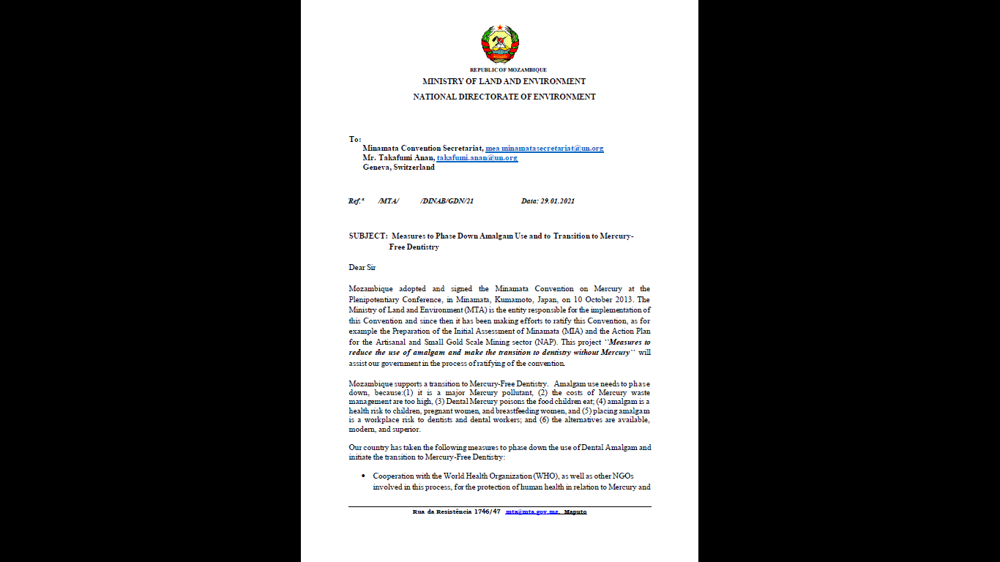 REPUBLIC OF MOZAMBIQUE
MINISTRY OF LAND AND ENVIRONMENT
NATIONAL DIRECTORATE OF ENVIRONMENT
To:
Minamata Convention Secretariat, mea minamatasecretariat@un.org
Mr. Takafumi Anan, takafumi.anan@un.org
Geneva, Switzerland
Ref.ª /MTA/ /DINAB/GDN/21 Data: 29.01.2021
SUBJECT: Measures to Phase Down Amalgam Use and to Transition to Mercury-
Free Dentistry
Dear Sir
Mozambique adopted and signed the Minamata Convention on Mercury at the
Plenipotentiary Conference, in Minamata, Kumamoto, Japan, on 10 October 2013. The
Ministry of Land and Environment (MTA) is the entity responsible for the implementation of
this Convention and since then it has been making efforts to ratify this Convention, as for
example the Preparation of the Initial Assessment of Minamata (MIA) and the Action Plan
for the Artisanal and Small Gold Scale Mining sector (NAP). This project ``Measures to
reduce the use of amalgam and make the transition to dentistry without Mercury`` will
assist our government in the process of ratifying of the convention.
Mozambique supports a transition to Mercury-Free Dentistry. Amalgam use needs to phase
down, because:(1) it is a major Mercury pollutant, (2) the costs of Mercury waste
management are too high, (3) Dental Mercury poisons the food children eat; (4) amalgam is a
health risk to children, pregnant women, and breastfeeding women, and (5) placing amalgam
is a workplace risk to dentists and dental workers; and (6) the alternatives are available,
modern, and superior.
Our country has taken the following measures to phase down the use of Dental Amalgam and
initiate the transition to Mercury-Free Dentistry:
• Cooperation with the World Health Organization (WHO), as well as other NGOs
involved in this process, for the protection of human health in relation to Mercury and
Rua da Resistência 1746/47 mta@mta.gov.mz. Maputo